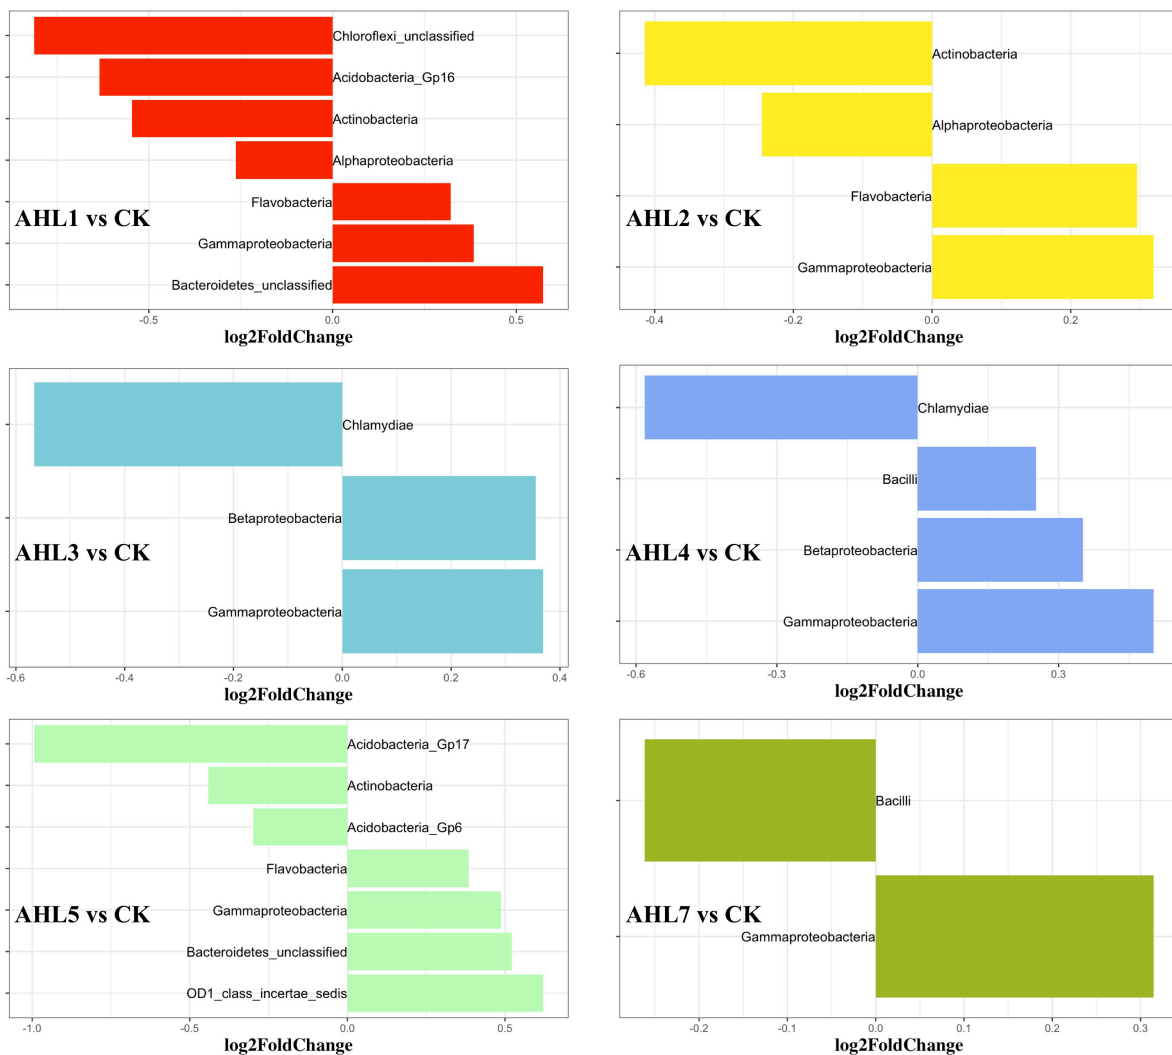 Chloroflexi_unclassified
Acidobacteria_Gp16
Actinobacteria
Alphaproteobacteria
Flavobacteria
AHL1 vs CK
Gammaproteobacteria
Bacteroidetes_unclassified
-0.5 0.0 0.5
log2FoldChange
Actinobacteria
Alphaproteobacteria
Flavobacteria
AHL2 vs CK
Gammaproteobacteria
-0.4 -0.2 0.0 0.2
log2FoldChange
Chlamydiae
Betaproteobacteria
AHL3 vs CK
Gammaproteobacteria
-0.6 -0.4 -0.2 0.0 0.2 0.4
log2FoldChange
Chlamydiae
Bacilli
Betaproteobacteria
AHL4 vs CK
Gammaproteobacteria
-0.6 -0.3 0.0 0.3
log2FoldChange
Acidobacteria_Gp17
Actinobacteria
Acidobacteria_Gp6
Flavobacteria
Gammaproteobacteria
AHL5 vs CK
Bacteroidetes_unclassified
OD1_class_incertae_sedis
-1.0 -0.5 0.0 0.5
log2FoldChange
Bacilli
AHL7 vs CK
Gammaproteobacteria
-0.2 -0.1 0.0 0.1 0.2 0.3
log2FoldChange